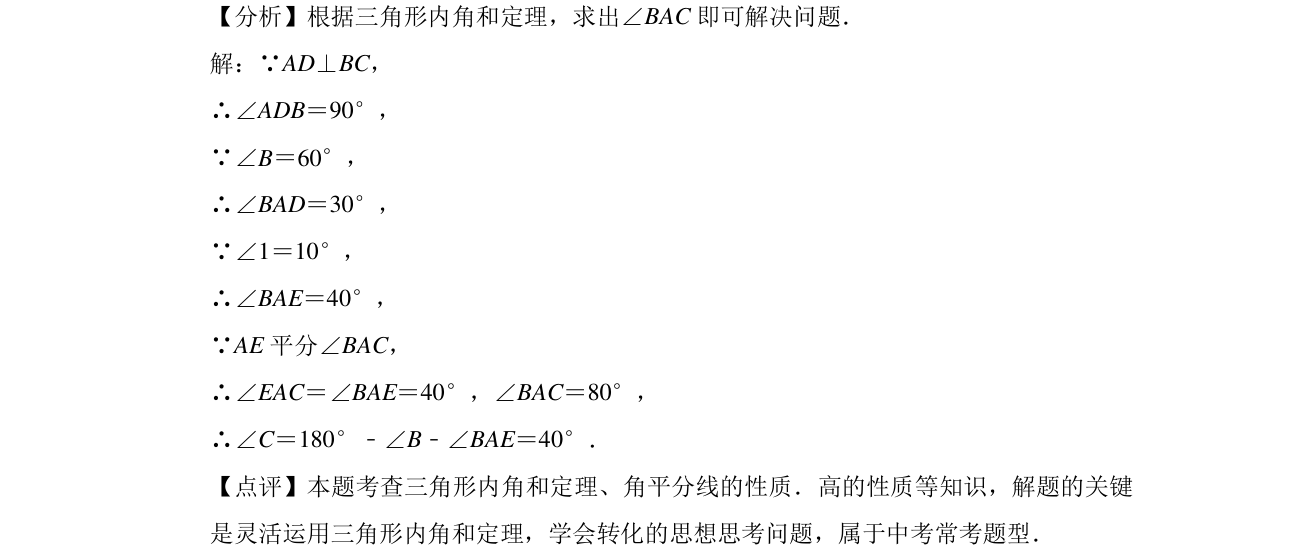 【分析】根据三角形内角和定理，求出∠BAC即可解决问题．
解：∵AD⊥BC，
∴∠ADB＝90°，
∵∠B＝60°，
∴∠BAD＝30°，
∵∠1＝10°，
∴∠BAE＝40°，
∵AE平分∠BAC，
∴∠EAC＝∠BAE＝40°，∠BAC＝80°，
∴∠C＝180°﹣∠B﹣∠BAE＝40°．
【点评】本题考查三角形内角和定理、角平分线的性质．高的性质等知识，解题的关键
是灵活运用三角形内角和定理，学会转化的思想思考问题，属于中考常考题型．